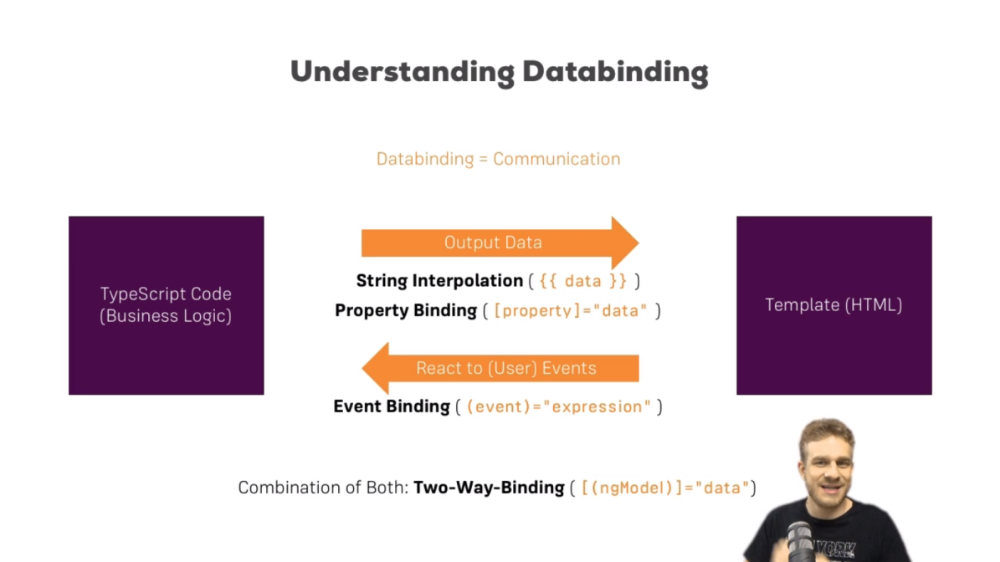 Understanding Databinding
Databinding = Communication
Output Data
String Interpolation ( {{ data }} )
Property Binding ( [property]="data" )
TypeScript Code
(Business Logic)
Template (HTML)
React to (User) Events
Event Binding ( (event)="expression" )
Combination of Both: Two-Way-Binding ( [(ngModel)]="data")